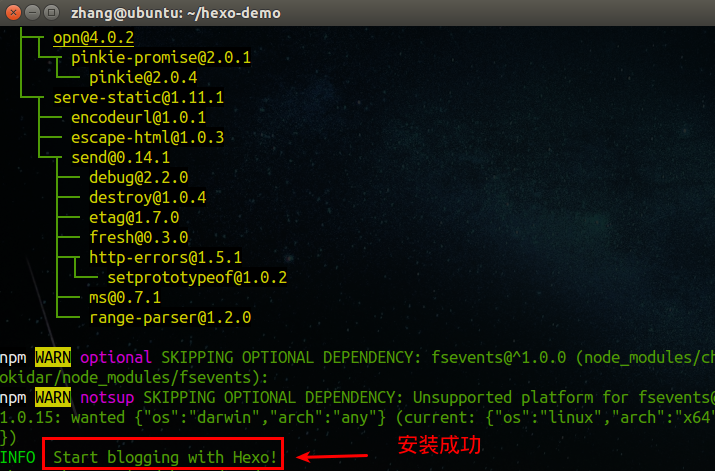 zhang@ubuntu: ~/hexo-demo
opn@4.0.2
pinkie-promise@2.0.1
pinkie@2.0.4
serve-static@1.11.1
encodeurl@1.0.1
escape-html@1.0.3
send@0.14.1
debug@2.2.0
destroy@1.0.4
etag@1.7.0
fresh@0.3.0
http-errors@1.5.1
setprototypeof@1.0.2
ms@0.7.1
range-parser@1.2.0
npm WARN optional SKIPPING OPTIONAL DEPENDENCY: fsevents@^1.0.0 (node_modules/ch
okidar/node_modules/fsevents):
npm WARN notsup SKIPPING OPTIONAL DEPENDENCY: Unsupported platform for fsevents@
1.0.15: wanted {"os":"darwin","arch":"any"} (current: {"os":"linux","arch":"x64"
})
INFO Start blogging with Hexo! 安装成功